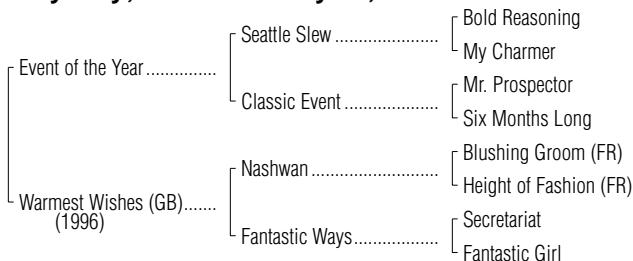 Bold Reasoning
Seattle Slew ......................
My Charmer
Event of the Year ...............
Mr. Prospector
Classic Event ....................
Six Months Long
Blushing Groom (FR)
Nashwan ...........................
Height of Fashion (FR)
Warmest Wishes (GB).......
(1996)
Secretariat
Fantastic Ways..................
Fantastic Girl